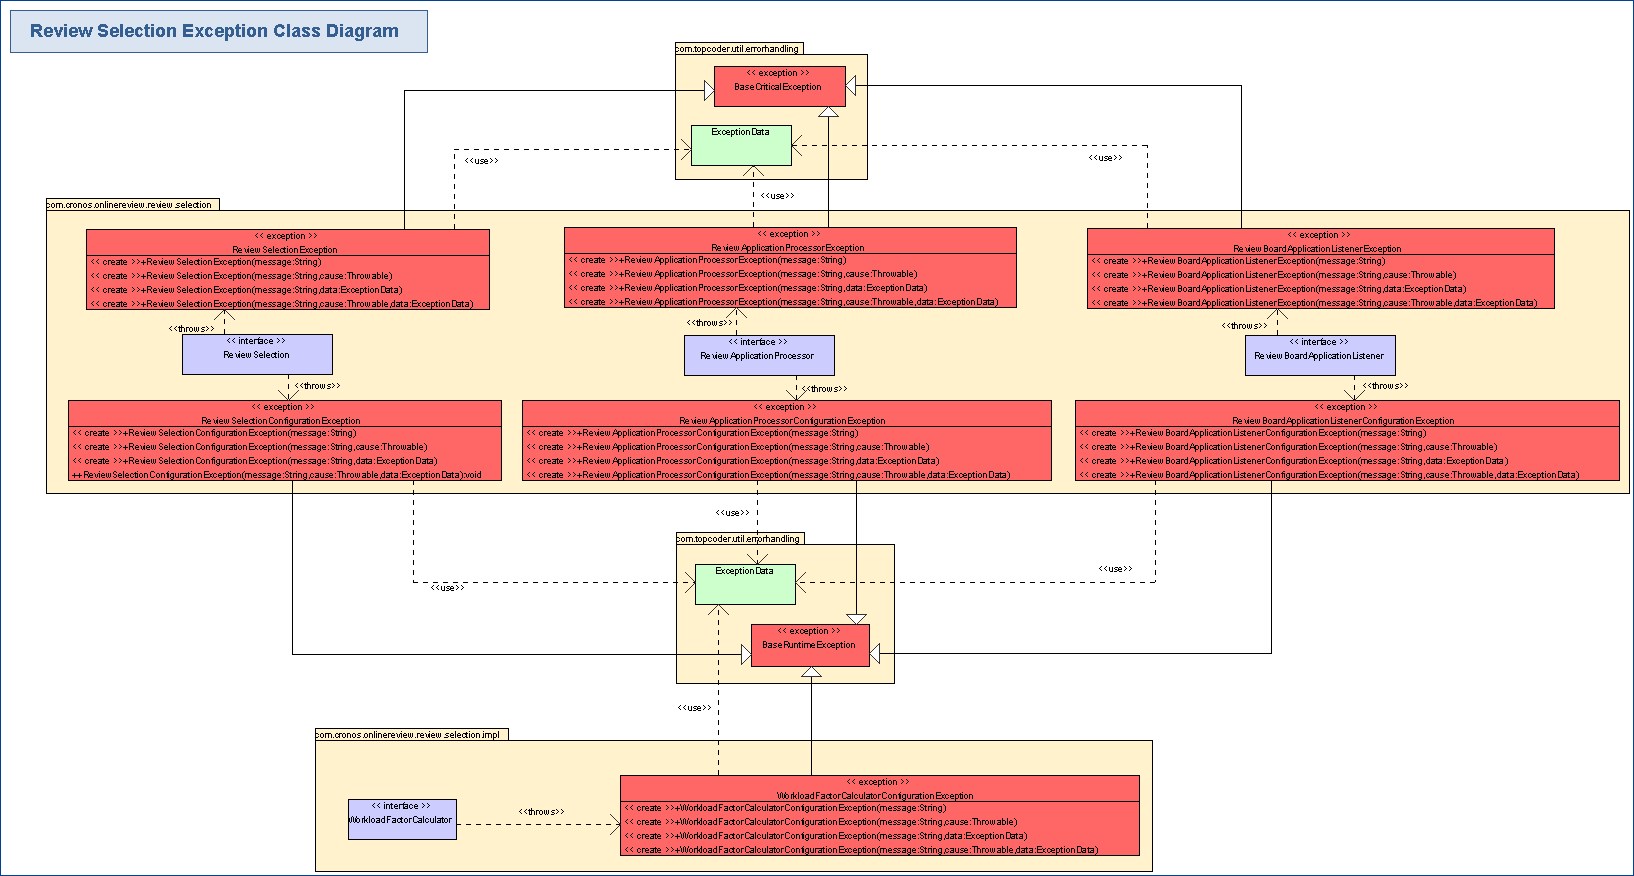 Review Selection Exception Class Diagram
com.topcoder.util.errorhandling
<< exception >>
BaseCriticalException
ExceptionData
<<use>>
<<use>>
<<use>>
com.cronos.onlinereview.review.selection
<< exception >>
ReviewSelectionException
<< create >>+ReviewSelectionException(message:String)
<< create >>+ReviewSelectionException(message:String,cause:Throwable)
<< create >>+ReviewSelectionException(message:String,data:ExceptionData)
<< create >>+ReviewSelectionException(message:String,cause:Throwable,data:ExceptionData)
<< exception >>
ReviewApplicationProcessorException
<< create >>+ReviewApplicationProcessorException(message:String)
<< create >>+ReviewApplicationProcessorException(message:String,cause:Throwable)
<< create >>+ReviewApplicationProcessorException(message:String,data:ExceptionData)
<< create >>+ReviewApplicationProcessorException(message:String,cause:Throwable,data:ExceptionData)
<< exception >>
ReviewBoardApplicationListenerException
<< create >>+ReviewBoardApplicationListenerException(message:String)
<< create >>+ReviewBoardApplicationListenerException(message:String,cause:Throwable)
<< create >>+ReviewBoardApplicationListenerException(message:String,data:ExceptionData)
<< create >>+ReviewBoardApplicationListenerException(message:String,cause:Throwable,data:ExceptionData)
<<throws>>
<<throws>>
<<throws>>
<< interface >>
ReviewSelection
<< interface >>
ReviewApplicationProcessor
<< interface >>
ReviewBoardApplicationListener
<<throws>>
<<throws>>
<<throws>>
<< exception >>
ReviewSelectionConfigurationException
<< create >>+ReviewSelectionConfigurationException(message:String)
<< create >>+ReviewSelectionConfigurationException(message:String,cause:Throwable)
<< create >>+ReviewSelectionConfigurationException(message:String,data:ExceptionData)
++ReviewSelectionConfigurationException(message:String,cause:Throwable,data:ExceptionData):void
<< exception >>
ReviewApplicationProcessorConfigurationException
<< create >>+ReviewApplicationProcessorConfigurationException(message:String)
<< create >>+ReviewApplicationProcessorConfigurationException(message:String,cause:Throwable)
<< create >>+ReviewApplicationProcessorConfigurationException(message:String,data:ExceptionData)
<< create >>+ReviewApplicationProcessorConfigurationException(message:String,cause:Throwable,data:ExceptionData)
<< exception >>
ReviewBoardApplicationListenerConfigurationException
<< create >>+ReviewBoardApplicationListenerConfigurationException(message:String)
<< create >>+ReviewBoardApplicationListenerConfigurationException(message:String,cause:Throwable)
<< create >>+ReviewBoardApplicationListenerConfigurationException(message:String,data:ExceptionData)
<< create >>+ReviewBoardApplicationListenerConfigurationException(message:String,cause:Throwable,data:ExceptionData)
<<use>>
com.topcoder.util.errorhandling
ExceptionData
<<use>>
<<use>>
<< exception >>
BaseRuntimeException
<<use>>
com.cronos.onlinereview.review.selection.impl
<< interface >>
WorkloadFactorCalculator
<<throws>>
<< exception >>
WorkloadFactorCalculatorConfigurationException
<< create >>+WorkloadFactorCalculatorConfigurationException(message:String)
<< create >>+WorkloadFactorCalculatorConfigurationException(message:String,cause:Throwable)
<< create >>+WorkloadFactorCalculatorConfigurationException(message:String,data:ExceptionData)
<< create >>+WorkloadFactorCalculatorConfigurationException(message:String,cause:Throwable,data:ExceptionData)